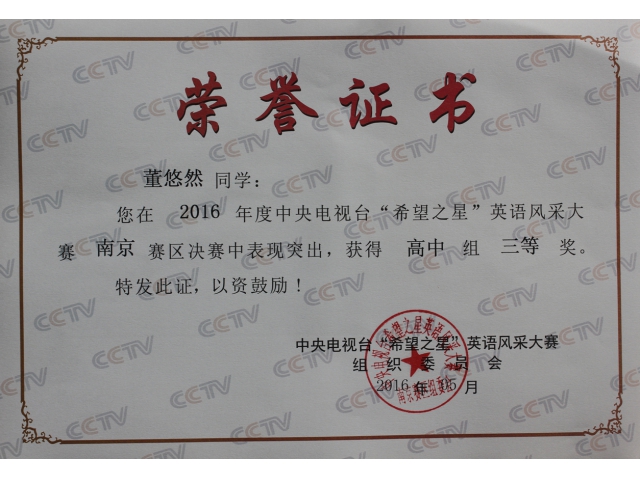 荣誉证书
董悠然 同学：
您在 2016 年度中央电视台“希望之星”英语风采大
赛 南京 赛区决赛中表现突出，获得 高中 组 三等 奖。
特发此证，以资鼓励！
中央电视台“希望之星”英语风采大赛
组织委员会
2016 年 05 月